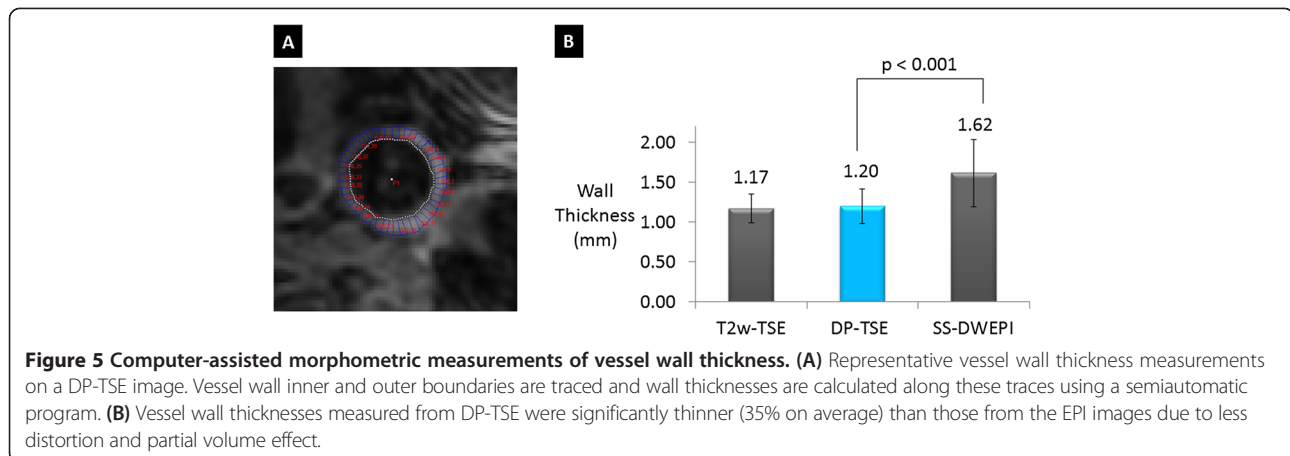 A
B
p < 0.001
2.00
1.50
1.00
0.50
0.00
Wall
Thickness
(mm)
1.17
1.20
1.62
T2w-TSE
DP-TSE
SS-DWEPI
Figure 5 Computer-assisted morphometric measurements of vessel wall thickness. (A) Representative vessel wall thickness measurements
on a DP-TSE image. Vessel wall inner and outer boundaries are traced and wall thicknesses are calculated along these traces using a semiautomatic
program. (B) Vessel wall thicknesses measured from DP-TSE were significantly thinner (35% on average) than those from the EPI images due to less
distortion and partial volume effect.